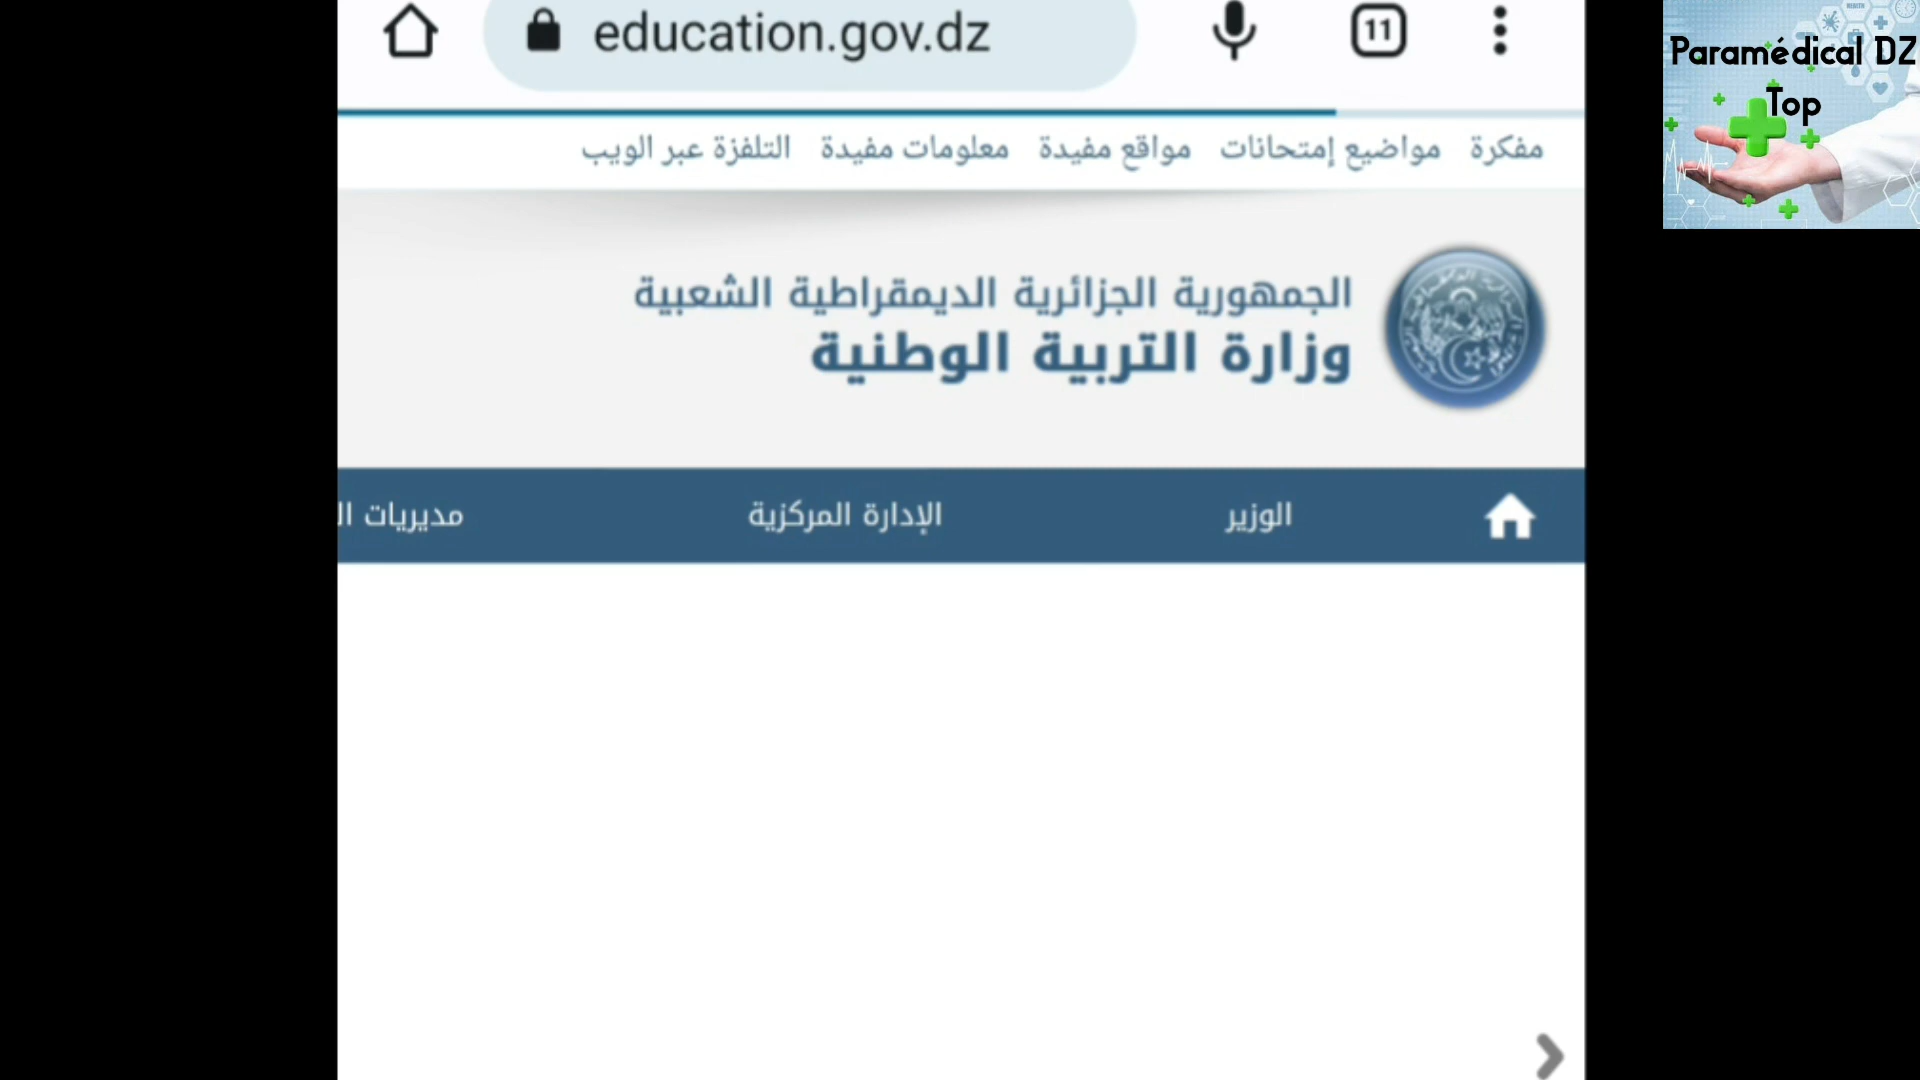 education.gov.dz
11
Paramédical DZ
Top
مفكرة مواضيع إمتحانات مواقع مفيدة معلومات مفيدة التلفزة عبر الويب
الجمهورية الجزائرية الديمقراطية الشعبية
وزارة التربية الوطنية
الوزير الإدارة المركزية مديريات ال